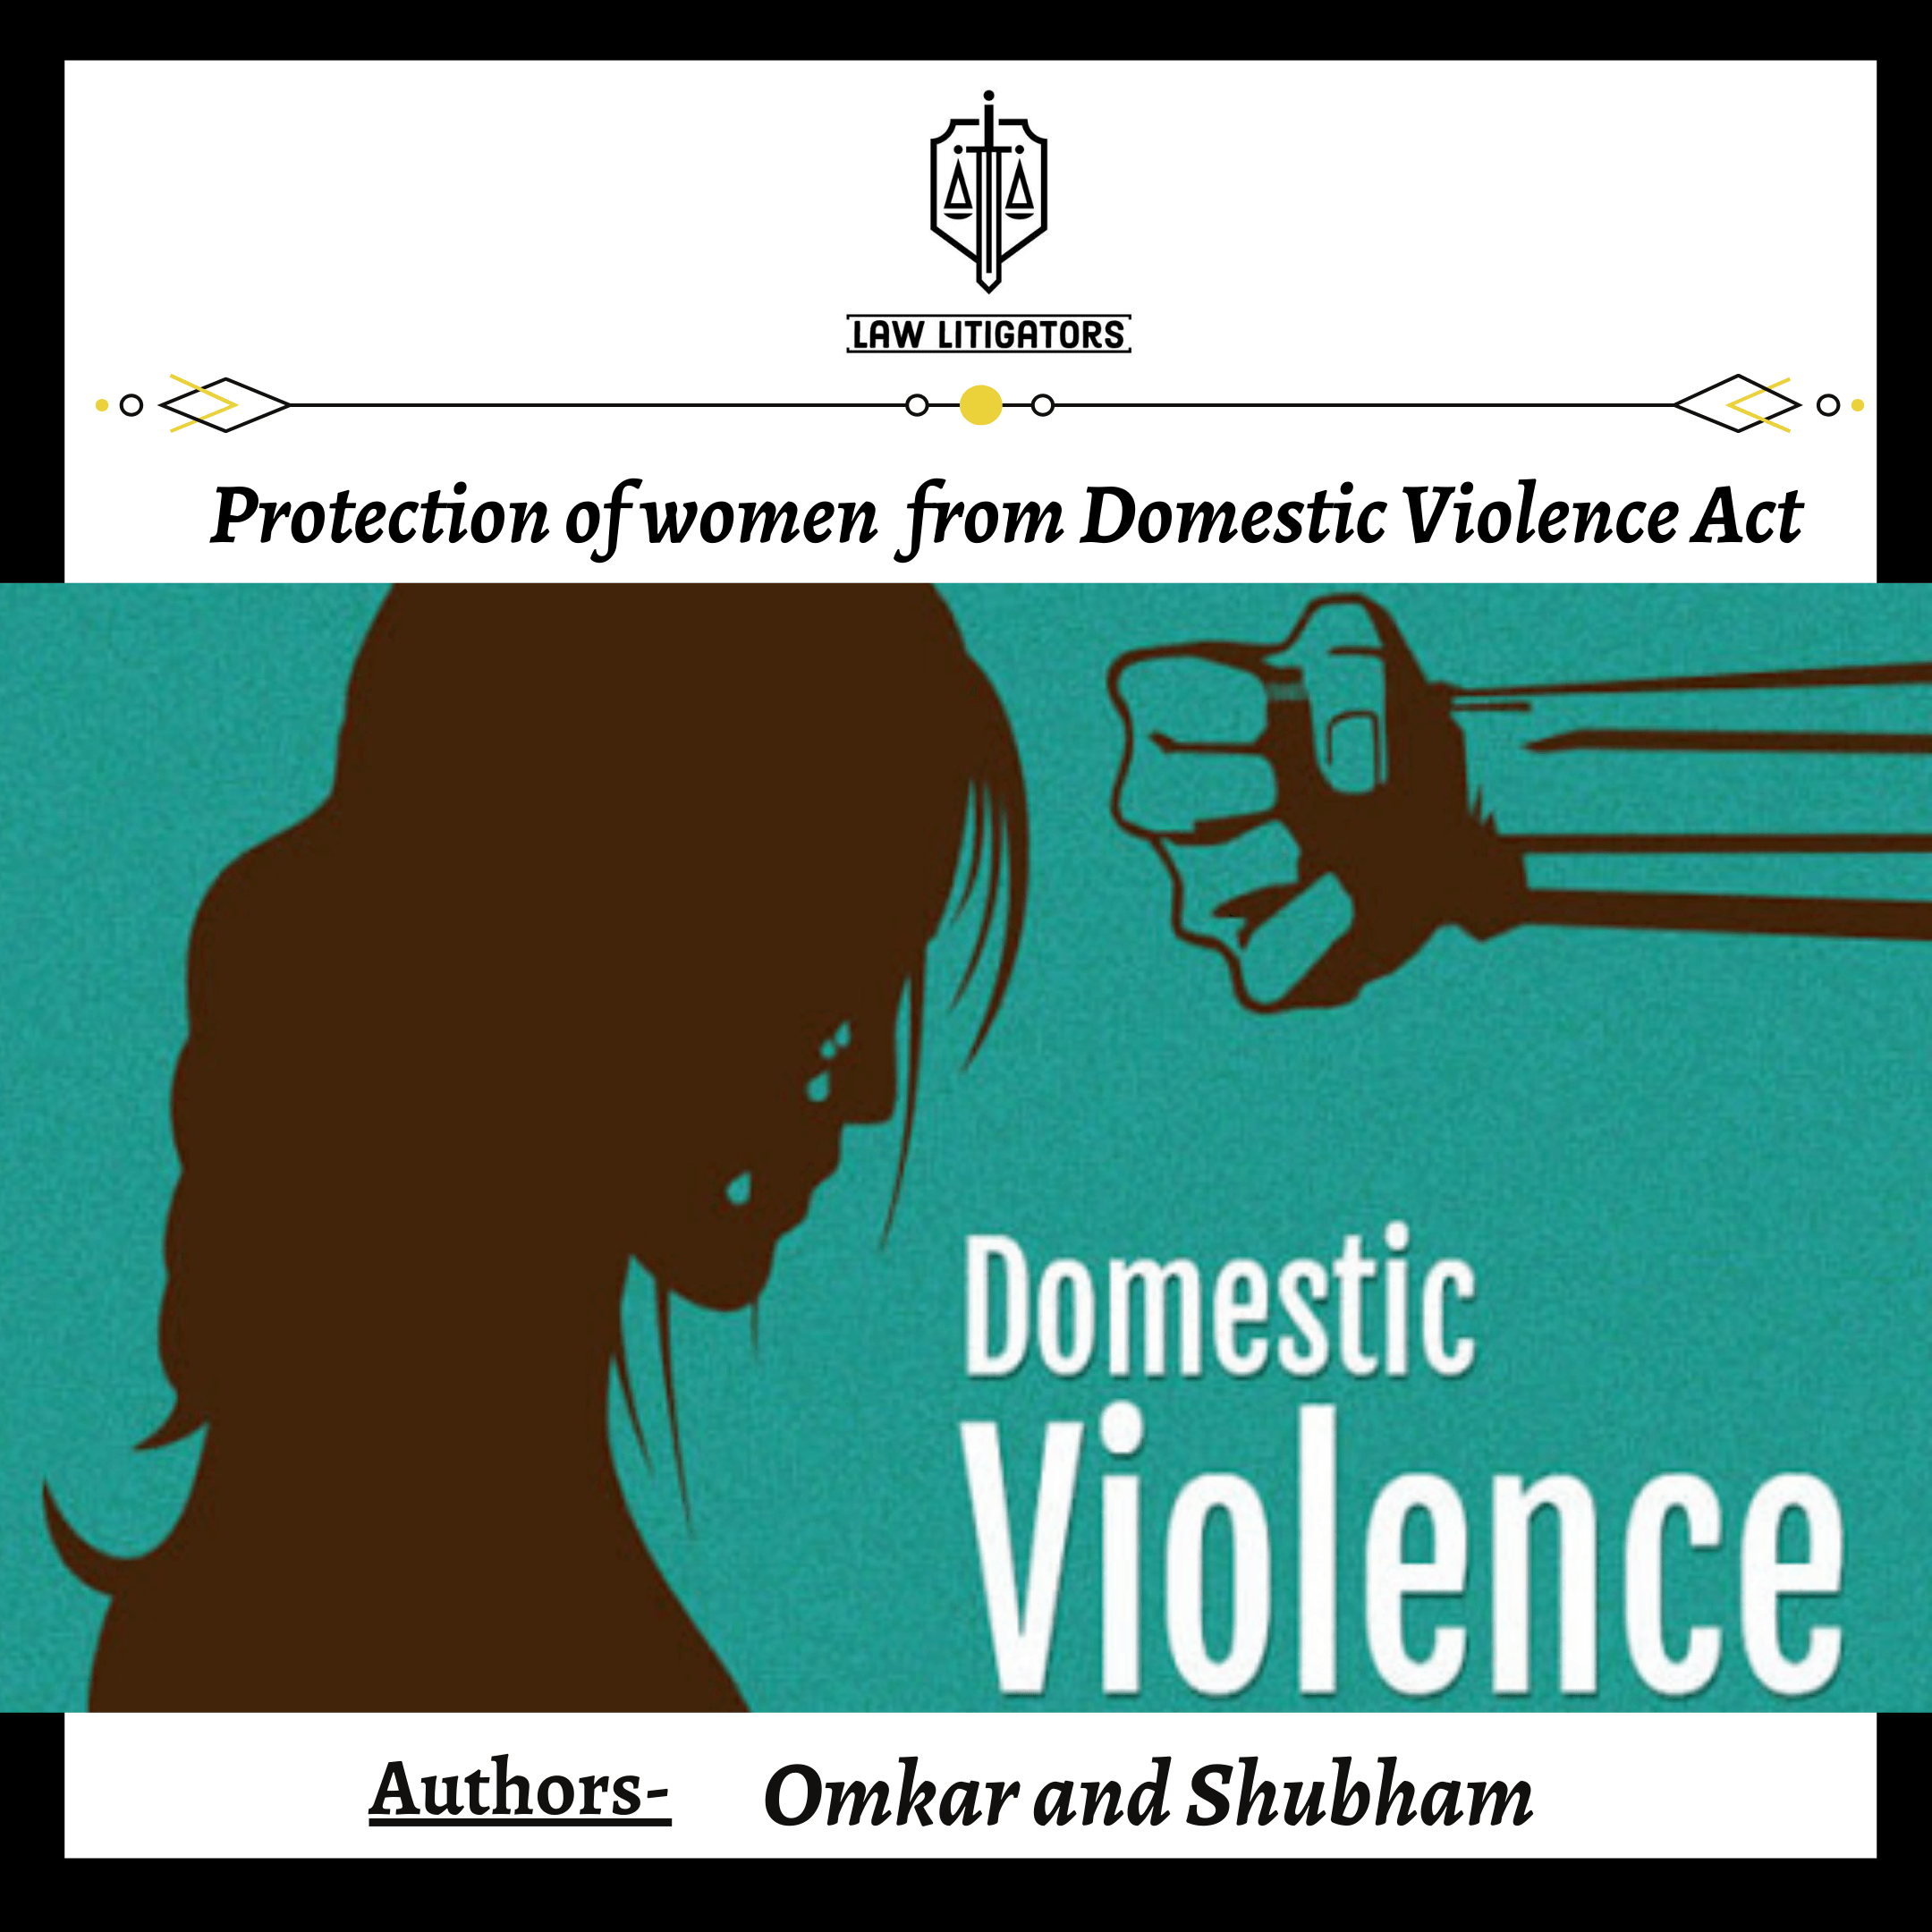 LAW LITIGATORS
Protection of women from Domestic Violence Act
Domestic
Violence
Authors- Omkar and Shubham